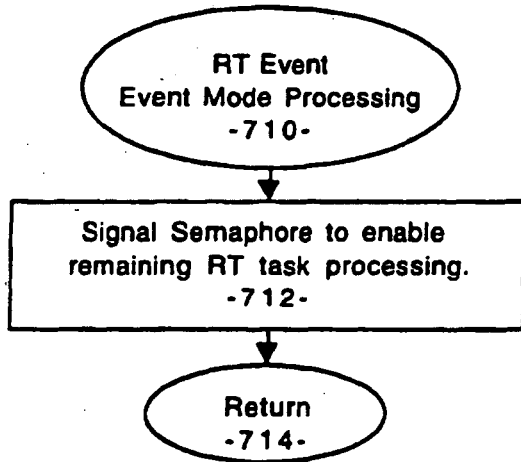 RT Event
Event Mode Processing
-710-
Signal Semaphore to enable
remaining RT task processing.
-712-
Return
-714-